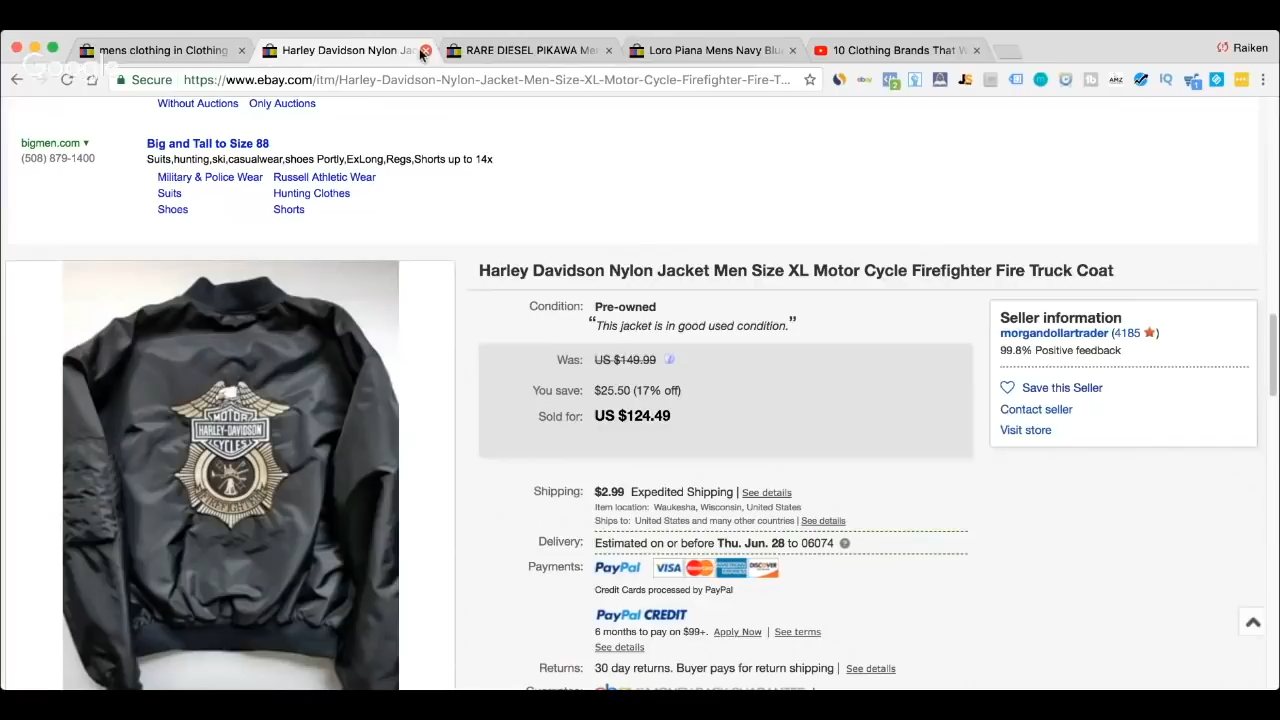 mens clothing in Clothing
Harley Davidson Nylon Jac
RARE DIESEL PIKAWA Me
Loro Piana Mens Navy Blu
10 Clothing Brands That W
Raiken
Google
Secure
https://www.ebay.com/itm/Harley-Davidson-Nylon-Jacket-Men-Size-XL-Motor-Cycle-Firefighter-Fire-T...
Without Auctions Only Auctions
bigmen.com
(508) 879-1400
Big and Tall to Size 88
Suits,hunting,ski,casualwear,shoes Portly,ExLong,Regs,Shorts up to 14x
Military & Police Wear Russell Athletic Wear
Suits Hunting Clothes
Shoes Shorts
MOTOR
HARLEY-DAVIDSON
CYCLES
Harley Davidson Nylon Jacket Men Size XL Motor Cycle Firefighter Fire Truck Coat
Condition: Pre-owned
“This jacket is in good used condition.”
Was: US $149.99
You save: $25.50 (17% off)
Sold for: US $124.49
Seller information
morgandollartrader (4185 ★)
99.8% Positive feedback
Save this Seller
Contact seller
Visit store
Shipping: $2.99 Expedited Shipping | See details
Item location: Waukesha, Wisconsin, United States
Ships to: United States and many other countries | See details
Delivery: Estimated on or before Thu. Jun. 28 to 06074
Payments: PayPal VISA MasterCard AMERICAN EXPRESS DISCOVER
Credit Cards processed by PayPal
PayPal CREDIT
6 months to pay on $99+. Apply Now | See terms
See details
Returns: 30 day returns. Buyer pays for return shipping | See details